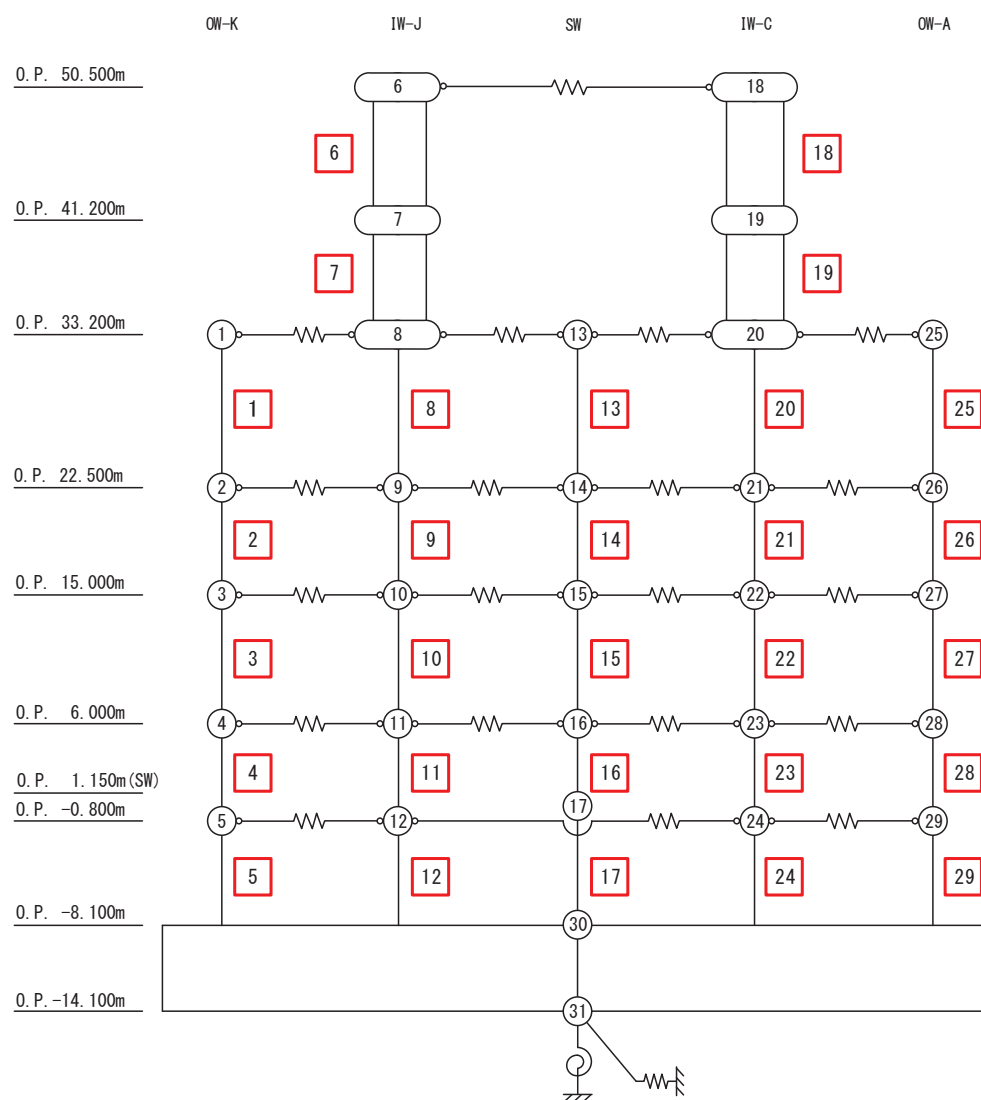 OW-K IW-J SW IW-C OW-A
O.P. 50.500m 6 18
6 18
O.P. 41.200m 7 19
7 19
O.P. 33.200m 1 8 13 20 25
1 8 13 20 25
O.P. 22.500m 2 9 14 21 26
2 9 14 21 26
O.P. 15.000m 3 10 15 22 27
3 10 15 22 27
O.P. 6.000m 4 11 16 23 28
4 11 16 23 28
O.P. 1.150m(SW) 17
O.P. -0.800m 5 12 24 29
5 12 17 24 29
O.P. -8.100m 30
O.P.-14.100m 31